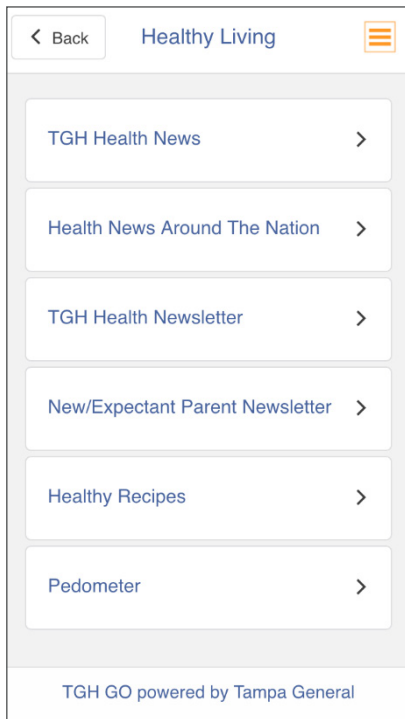 Back
Healthy Living
TGH Health News
Health News Around The Nation
TGH Health Newsletter
New/Expectant Parent Newsletter
Healthy Recipes
Pedometer
TGH GO powered by Tampa General